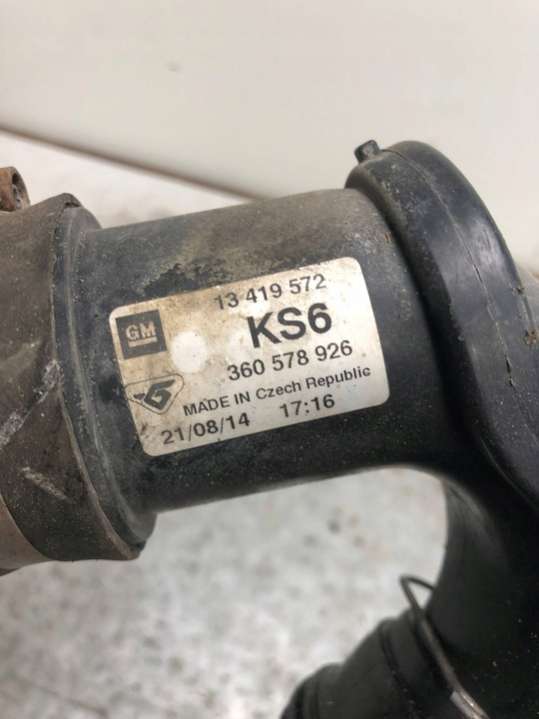 13 419 572
GM
KS6
360 578 926
MADE IN Czech Republic
21/08/14 17:16